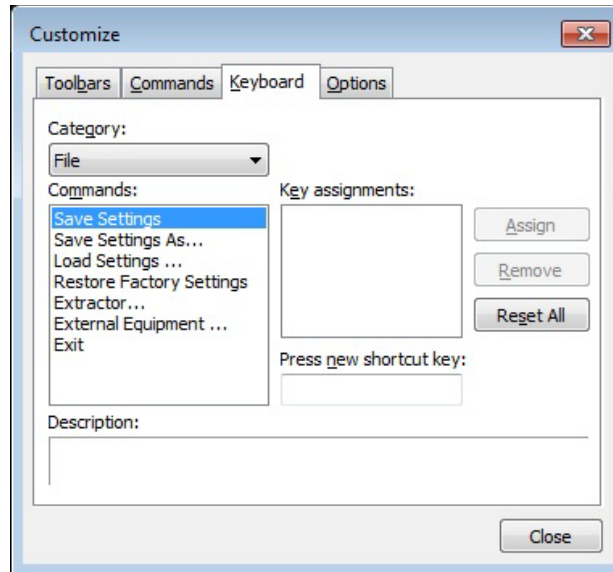 Customize
Toolbars Commands Keyboard Options
Category:
File
Commands:
Key assignments:
Save Settings
Save Settings As...
Load Settings ...
Restore Factory Settings
Extractor...
External Equipment ...
Exit
Assign
Remove
Reset All
Press new shortcut key:
Description:
Close